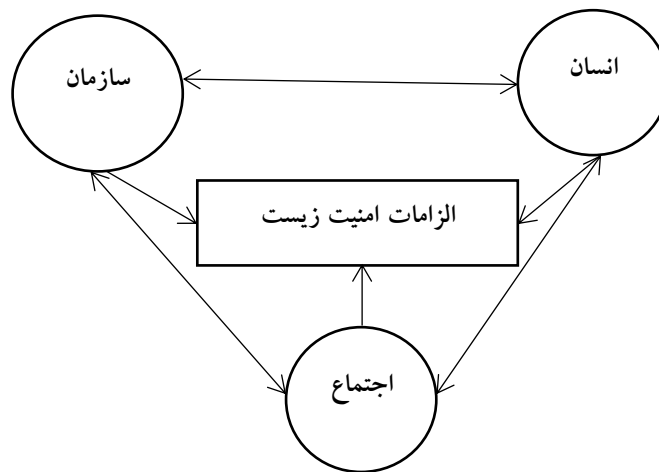 انسان
سازمان
الزامات امنیت زیست
اجتماع